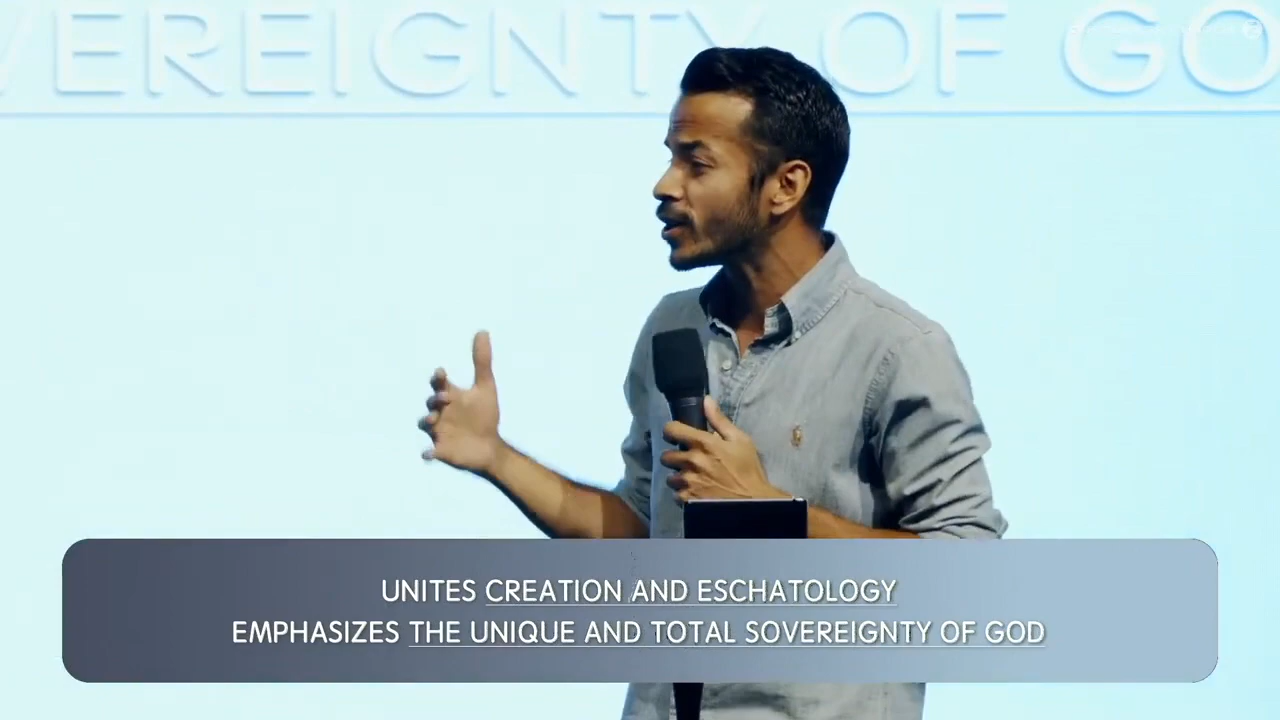 VEREIGNTY OF GO
UNITES CREATION AND ESCHATOLOGY
EMPHASIZES THE UNIQUE AND TOTAL SOVEREIGNTY OF GOD